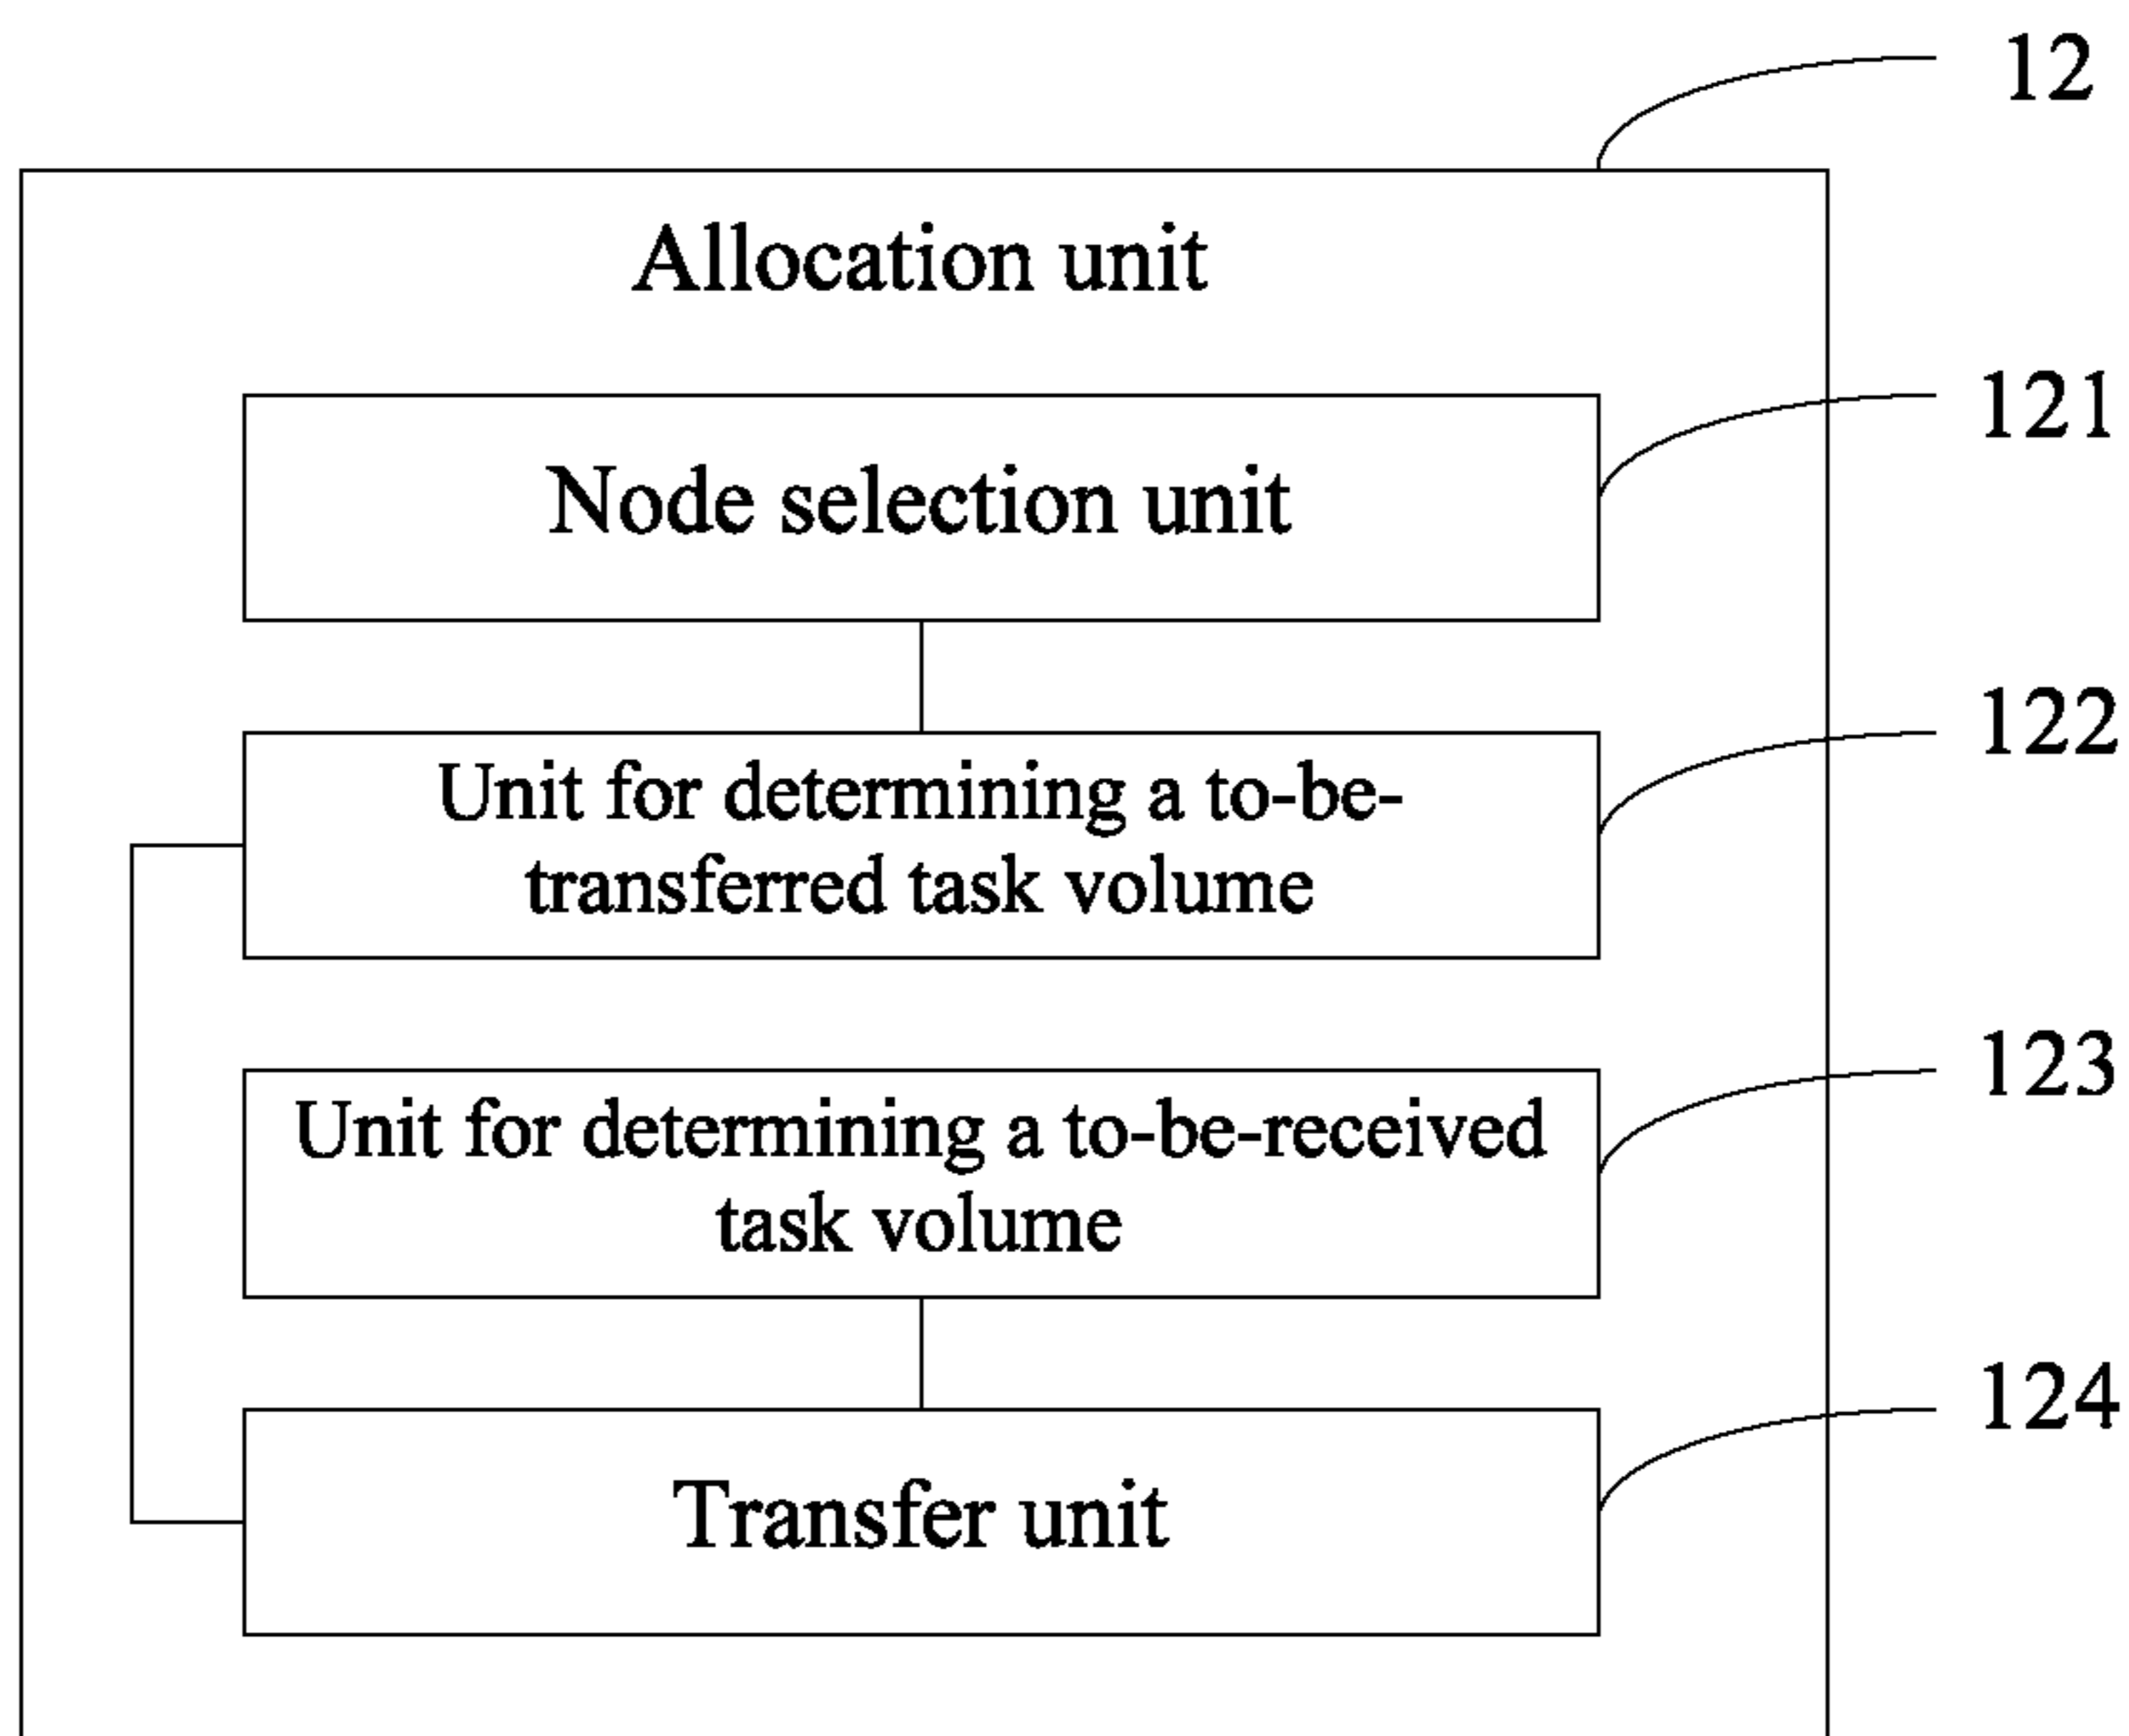 12
Allocation unit
121
Node selection unit
122
Unit for determining a to-be-
transferred task volume
123
Unit for determining a to-be-received
task volume
124
Transfer unit